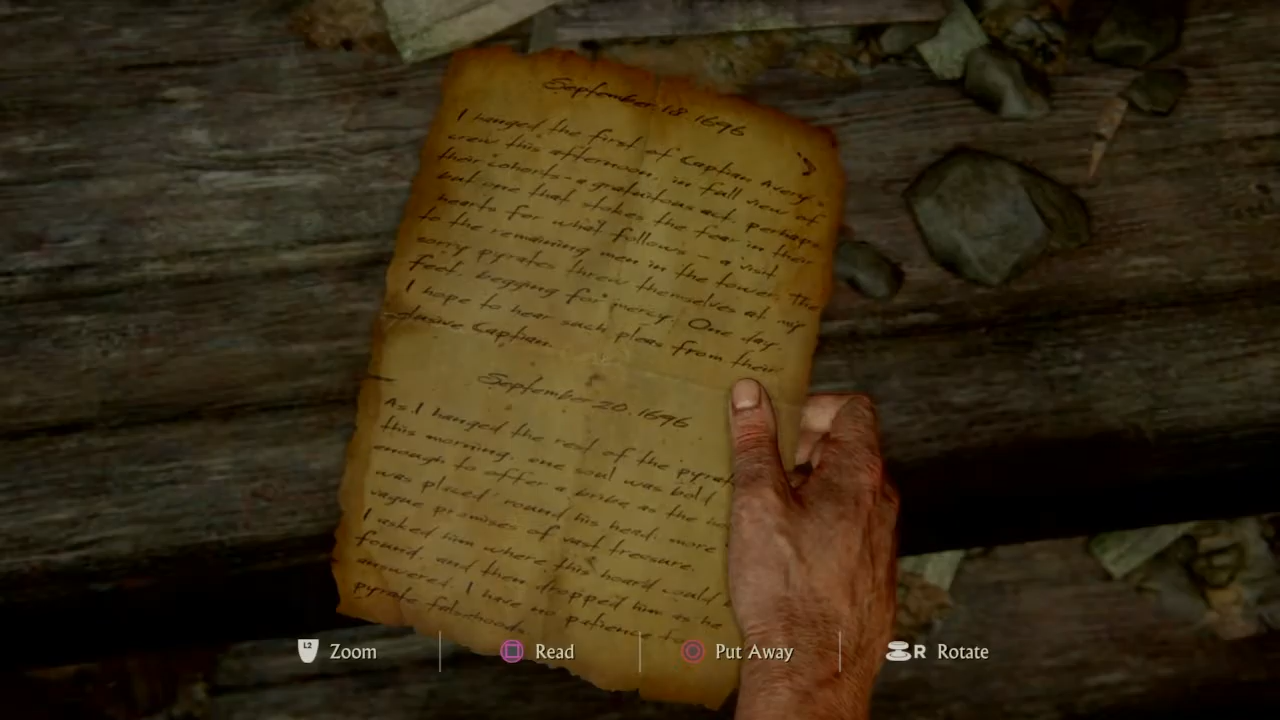 September 18, 1696
I hanged the first of Captian Avery's
crew this afternoon, in full view of
their cohorts - a gratuitous act, perhaps,
but one that stokes the fear in their
hearts for what follows - a visit
to the remaining men in the tower. The
sorry pyrates threw themselves at my
feet, begging for mercy. One day,
I hope to hear such pleas from their
elusive Captian.
September 20, 1696
As I hanged the rest of the
this morning, one soul was bold
enough to offer a bribe as the
was placed 'round his head: more
vague promises of vast treasure.
I asked him where this hoard would
found, and then dropped him as he
answered. I have no patience
pyrate falsehoods.
L2 Zoom
Read
Put Away
R Rotate